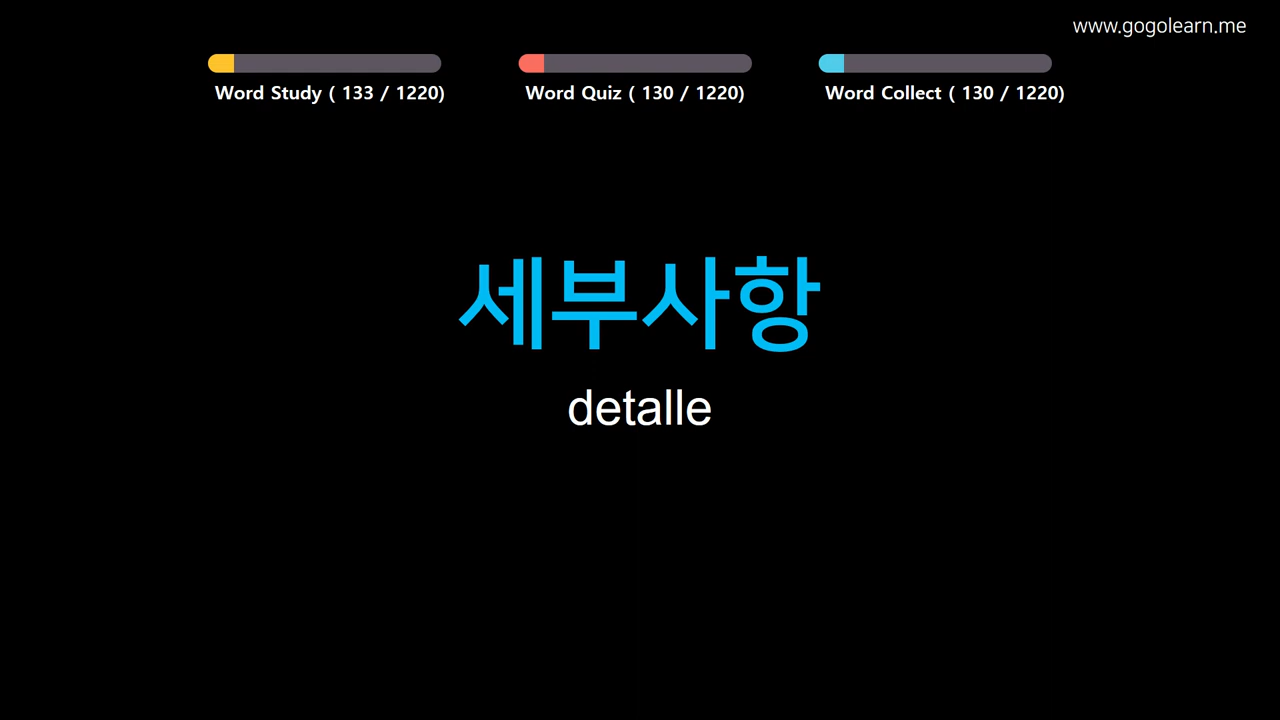 www.gogolearn.me
Word Study ( 133 / 1220)
Word Quiz ( 130 / 1220)
Word Collect ( 130 / 1220)
세부사항
detalle